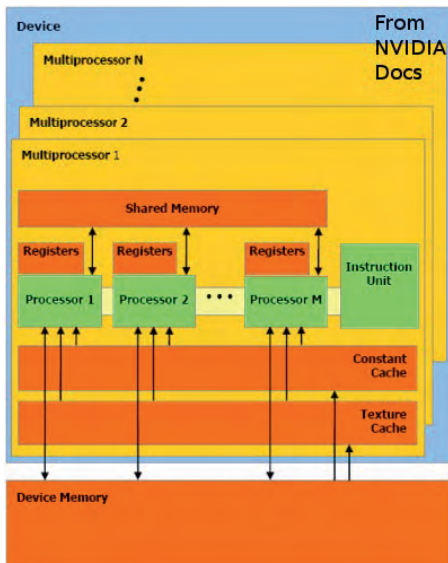 Device
From
NVIDIA
Docs
Multiprocessor N
•••
Multiprocessor 2
Multiprocessor 1
Shared Memory
Registers Registers Registers
Instruction
Unit
Processor 1 Processor 2 ••• Processor M
Constant
Cache
Texture
Cache
Device Memory